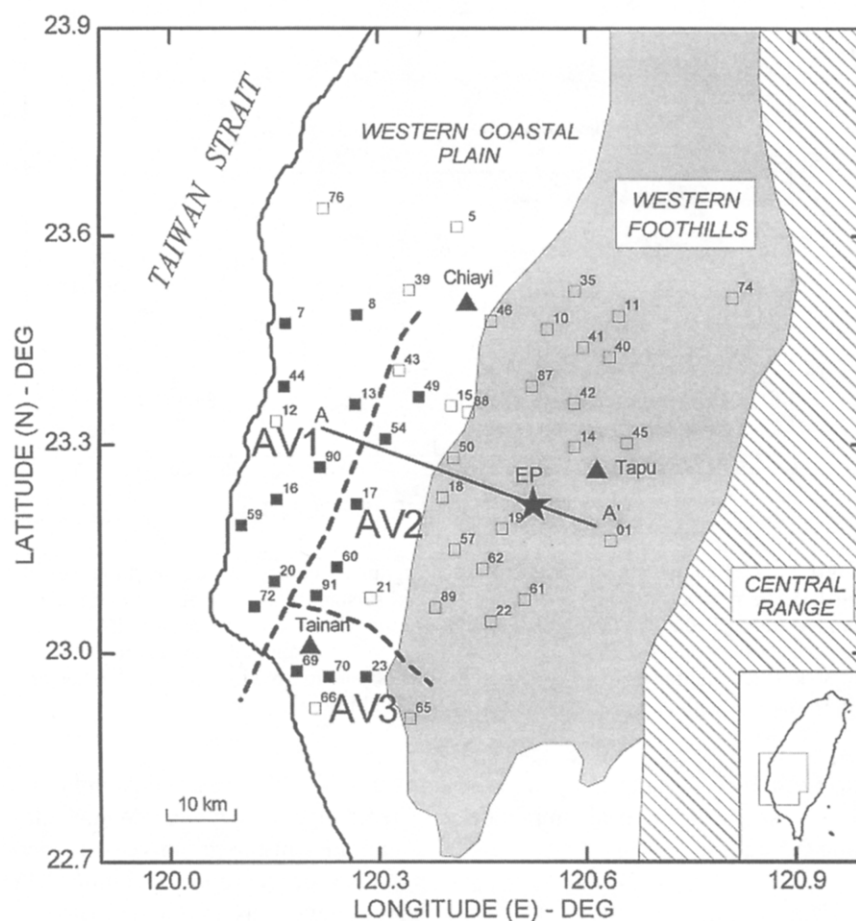 23.9
TAIWAN STRAIT
WESTERN COASTAL
PLAIN
76
5
23.6
WESTERN
FOOTHILLS
39
Chiayi
35
74
7
8
46
10
11
43
41
40
44
13
49
87
12
A
15
88
42
54
23.3
AV1
50
14
45
90
EP
Tapu
16
17
18
59
AV2
19
A'
01
57
60
62
20
91
21
61
72
89
22
CENTRAL
RANGE
Tainan
23.0
69
70
23
66
AV3
65
10 km
22.7
120.0
120.3
120.6
120.9
LATITUDE (N) - DEG
LONGITUDE (E) - DEG